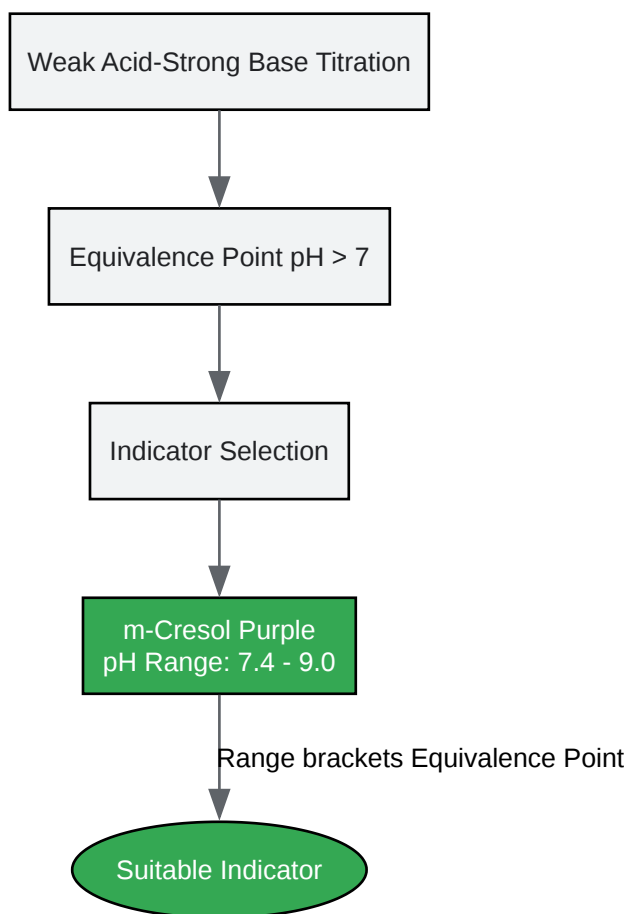 Weak Acid-Strong Base Titration
Equivalence Point pH > 7
Indicator Selection
m-Cresol Purple
pH Range: 7.4 - 9.0
Range brackets Equivalence Point
Suitable Indicator